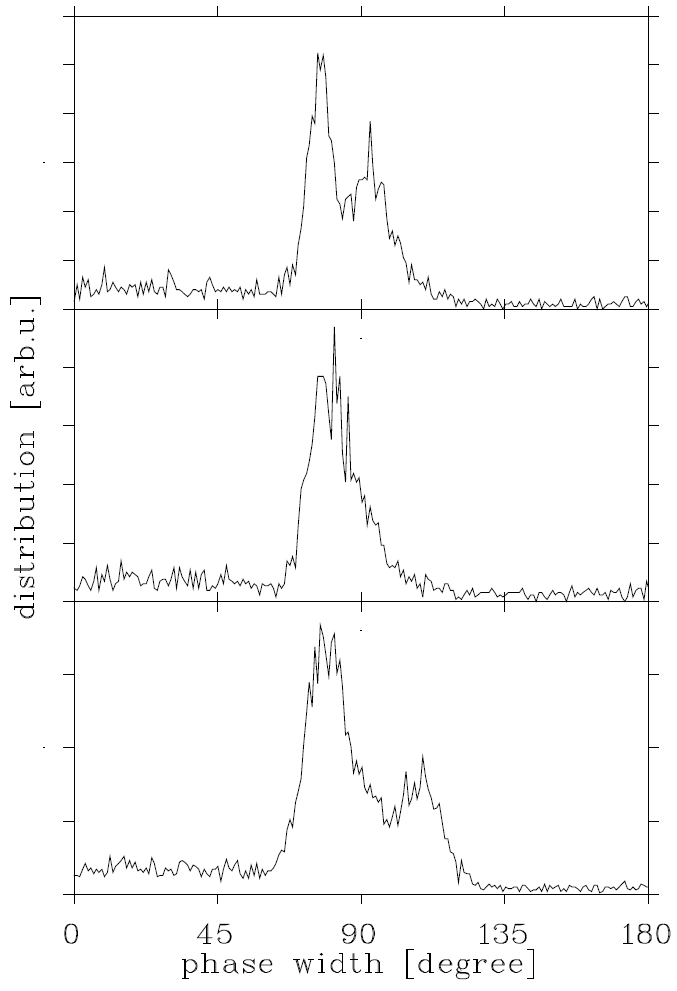 distribution [arb.u.]
0 45 90 135 180
phase width [degree]